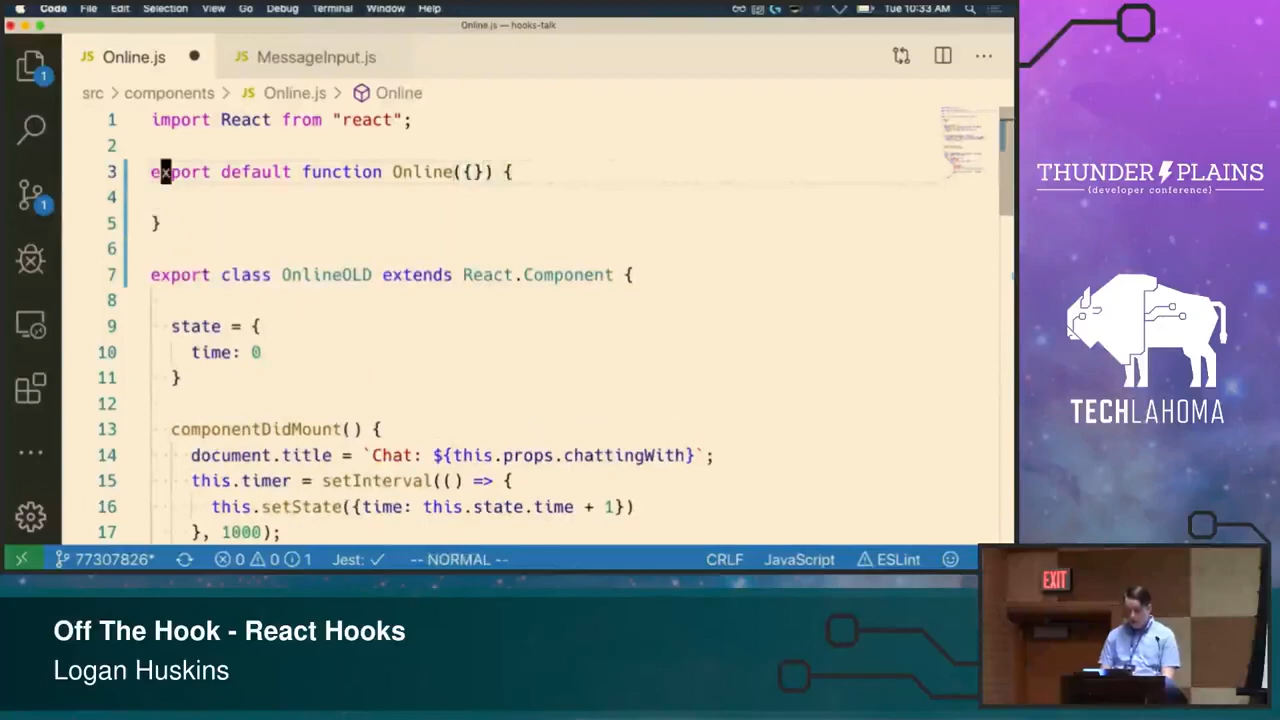 Code File Edit Selection View Go Debug Terminal Window Help
Tue 10:33 AM
Online.js — hooks-talk
JS Online.js ●
JS MessageInput.js
src > components > JS Online.js > Online
1 import React from "react";
2
3 export default function Online({}) {
4
5 }
6
7 export class OnlineOLD extends React.Component {
8
9 state = {
10 time: 0
11 }
12
13 componentDidMount() {
14 document.title = `Chat: ${this.props.chattingWith}`;
15 this.timer = setInterval(() => {
16 this.setState({time: this.state.time + 1})
17 }, 1000);
1
1
77307826* 0 0 1 Jest: ✓ -- NORMAL -- CRLF JavaScript ESLint
THUNDER PLAINS
{developer conference}
TECHLAHOMA
EXIT
Off The Hook - React Hooks
Logan Huskins